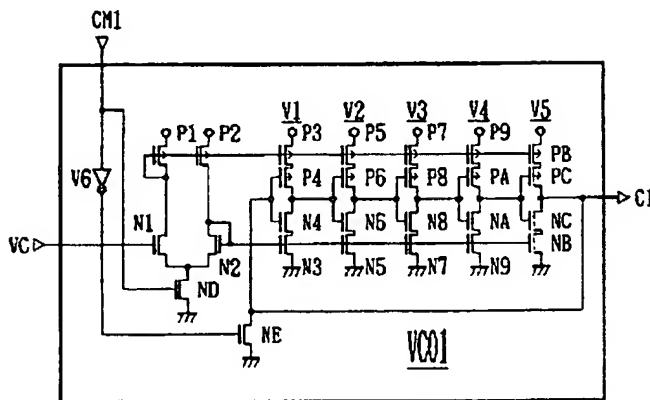 CM1
V1 V2 V3 V4 V5
P1 P2 P3 P5 P7 P9 PB
V6 P4 P6 P8 PA PC
C1
N1 N4 N6 N8 NA NC
VC N2 N3 N5 N7 N9 NB
ND
NE
VCO1